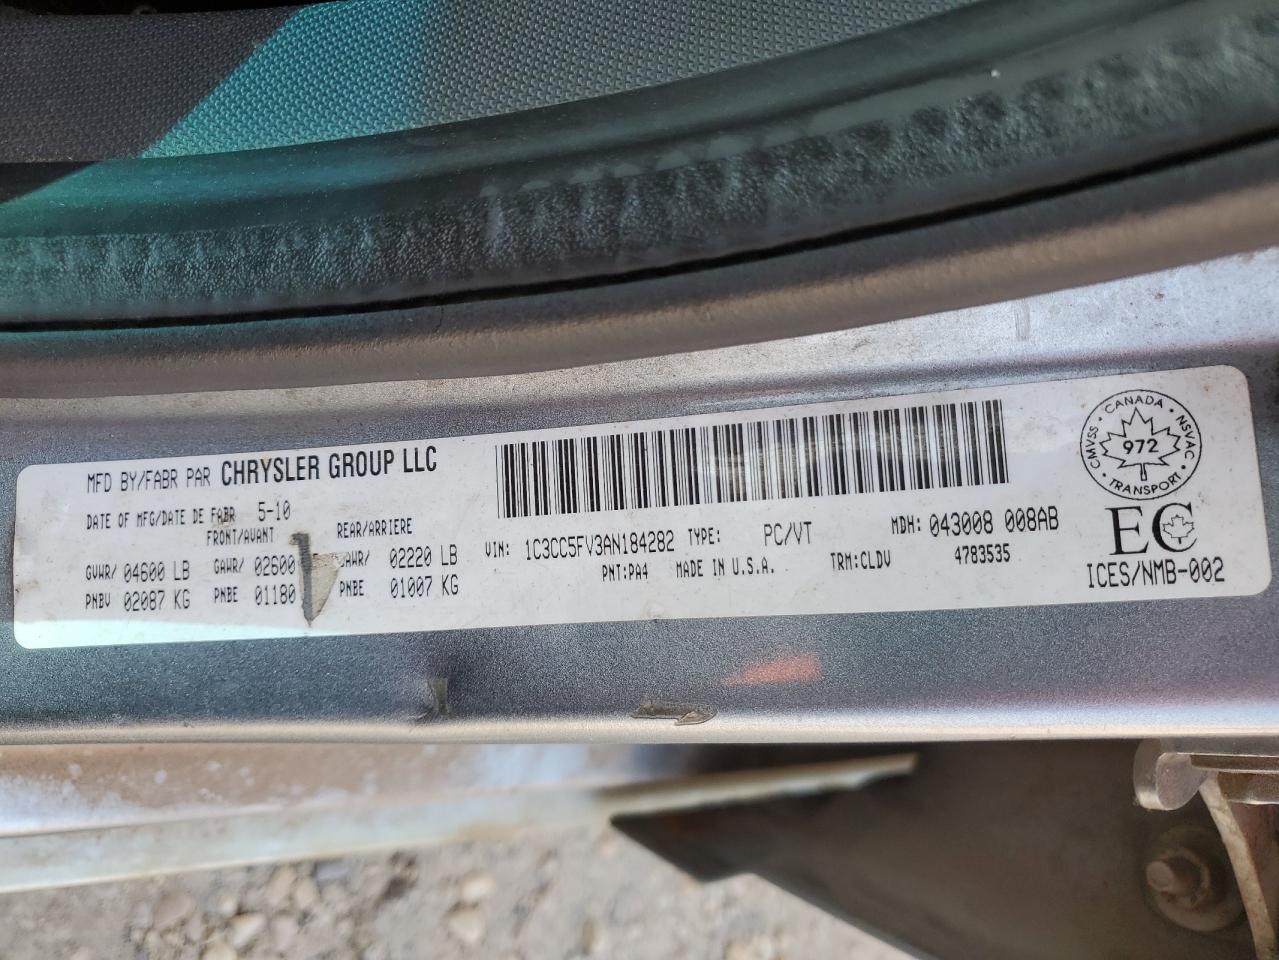 MFD BY/FABR PAR CHRYSLER GROUP LLC
DATE OF MFG/DATE DE FABR 5-10
FRONT/AVANT REAR/ARRIERE
GVWR/ 04600 LB GAWR/ 02600 GAWR/ 02220 LB
PNBV 02087 KG PNBE 01180 PNBE 01007 KG
VIN: 1C3CC5FV3AN184282 TYPE: PC/VT MDH: 043008 008AB
PNT:PA4 MADE IN U.S.A. TRM:CLDV 4783535
CMVSS · CANADA · NSVAC
972
· TRANSPORT ·
EC
ICES/NMB-002